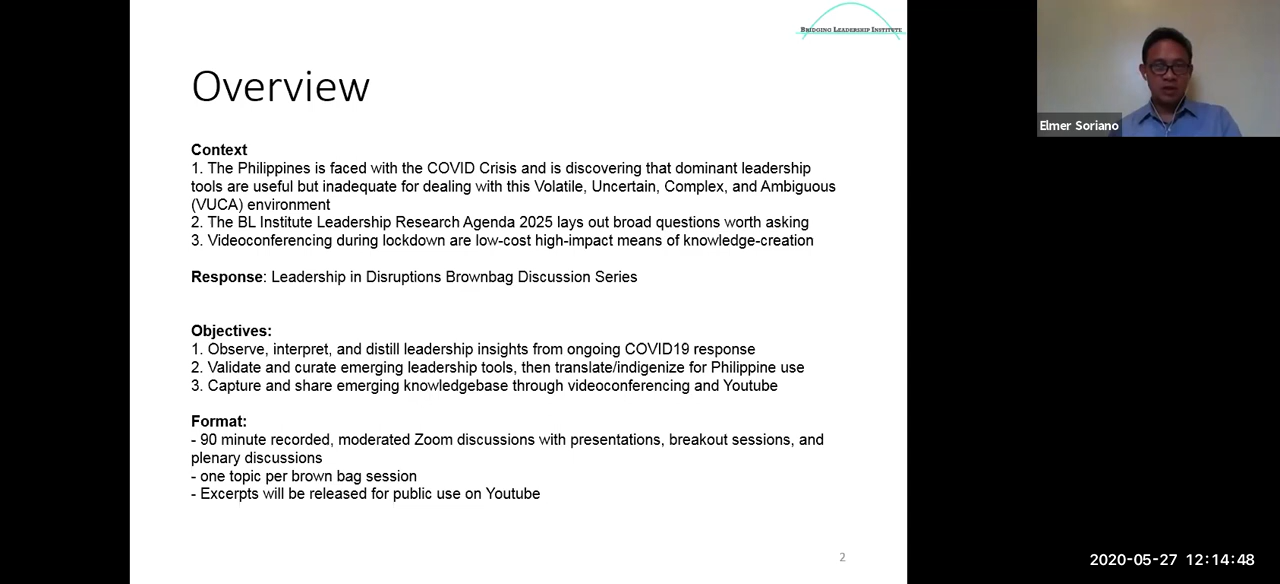 BRIDGING LEADERSHIP INSTITUTE
Overview
Elmer Soriano
Context
1. The Philippines is faced with the COVID Crisis and is discovering that dominant leadership
tools are useful but inadequate for dealing with this Volatile, Uncertain, Complex, and Ambiguous
(VUCA) environment
2. The BL Institute Leadership Research Agenda 2025 lays out broad questions worth asking
3. Videoconferencing during lockdown are low-cost high-impact means of knowledge-creation
Response: Leadership in Disruptions Brownbag Discussion Series
Objectives:
1. Observe, interpret, and distill leadership insights from ongoing COVID19 response
2. Validate and curate emerging leadership tools, then translate/indigenize for Philippine use
3. Capture and share emerging knowledgebase through videoconferencing and Youtube
Format:
- 90 minute recorded, moderated Zoom discussions with presentations, breakout sessions, and
plenary discussions
- one topic per brown bag session
- Excerpts will be released for public use on Youtube
2
2020-05-27 12:14:48